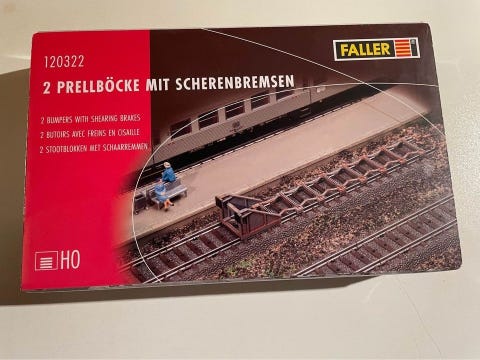 120322
FALLER
2 PRELLBÖCKE MIT SCHERENBREMSEN
2 BUMPERS WITH SHEARING BRAKES
2 BUTOIRS AVEC FREINS EN CISAILLE
2 STOOTBLOKKEN MET SCHAARREMMEN
HO